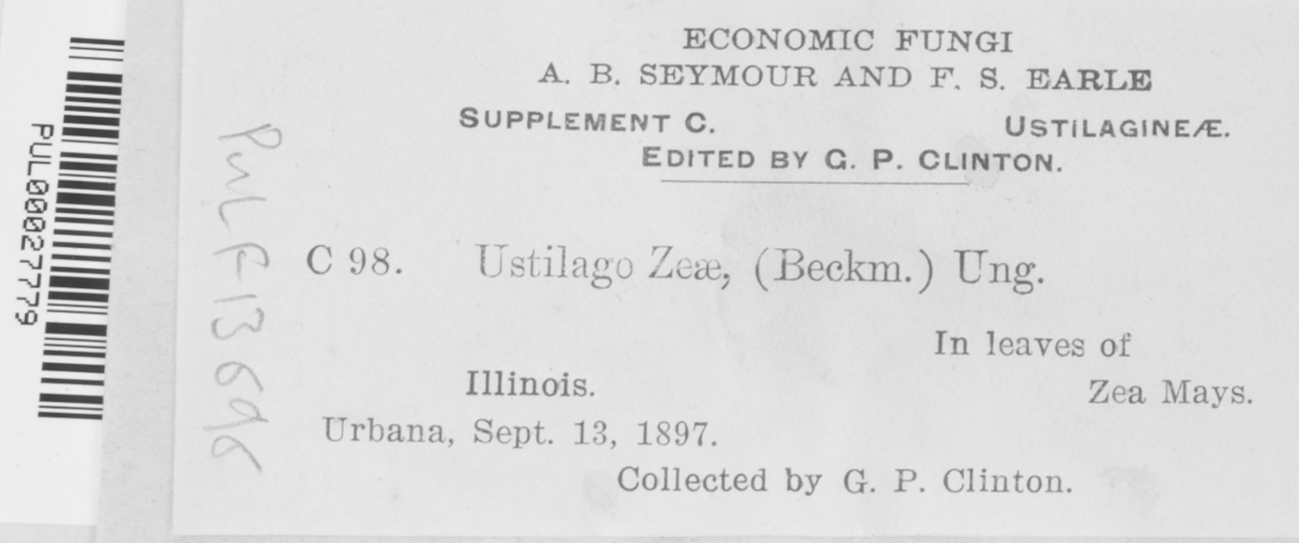 ECONOMIC FUNGI
A. B. SEYMOUR AND F. S. EARLE
SUPPLEMENT C. USTILAGINEÆ.
EDITED BY G. P. CLINTON.
C 98. Ustilago Zeæ, (Beckm.) Ung.
In leaves of
Illinois. Zea Mays.
Urbana, Sept. 13, 1897.
Collected by G. P. Clinton.
PUL00027779
PUL F